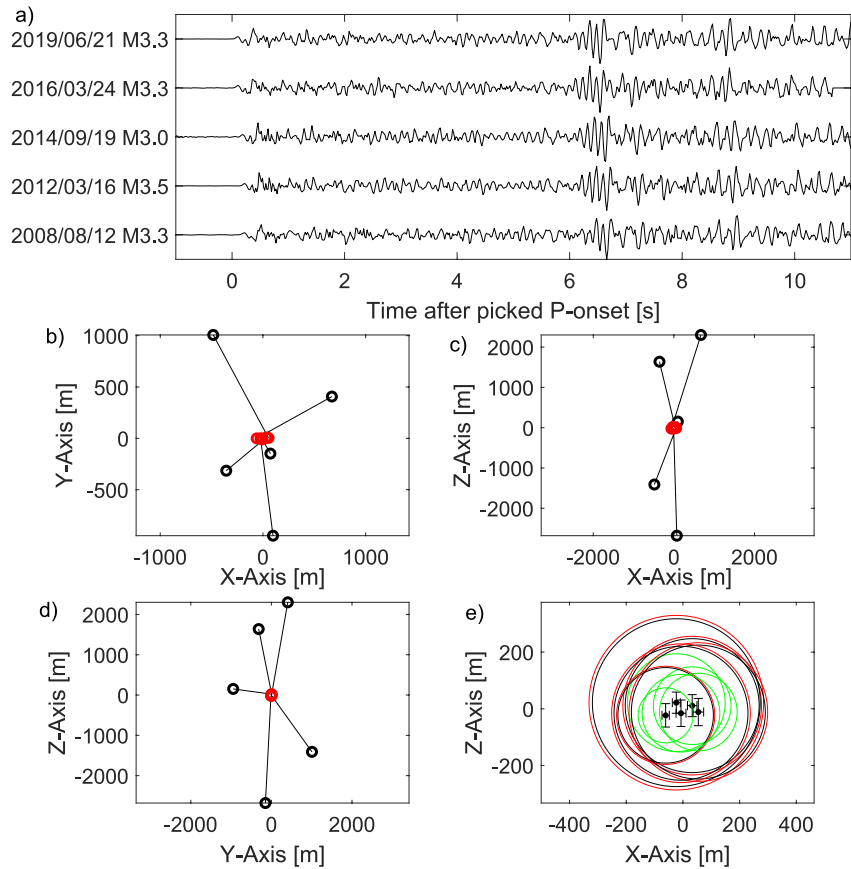 a)
2019/06/21 M3.3
2016/03/24 M3.3
2014/09/19 M3.0
2012/03/16 M3.5
2008/08/12 M3.3
0 2 4 6 8 10
Time after picked P-onset [s]
b)
1000
500
0
-500
-1000 0 1000
X-Axis [m]
Y-Axis [m]
c)
2000
1000
0
-1000
-2000
-2000 0 2000
X-Axis [m]
Z-Axis [m]
d)
2000
1000
0
-1000
-2000
-2000 0 2000
Y-Axis [m]
Z-Axis [m]
e)
200
0
-200
-400 -200 0 200 400
X-Axis [m]
Z-Axis [m]